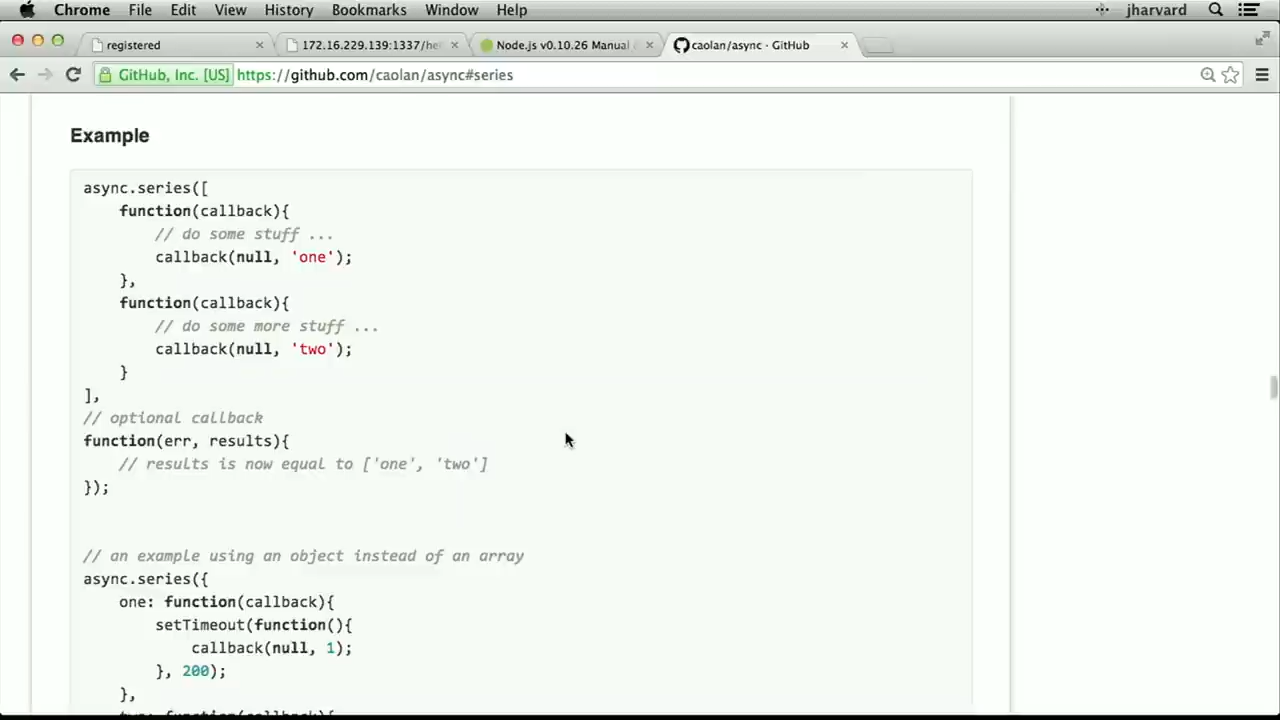 Chrome File Edit View History Bookmarks Window Help jharvard
registered 172.16.229.139:1337/hel Node.js v0.10.26 Manual caolan/async · GitHub
GitHub, Inc. [US] https://github.com/caolan/async#series
Example
async.series([
function(callback){
// do some stuff ...
callback(null, 'one');
},
function(callback){
// do some more stuff ...
callback(null, 'two');
}
],
// optional callback
function(err, results){
// results is now equal to ['one', 'two']
});
// an example using an object instead of an array
async.series({
one: function(callback){
setTimeout(function(){
callback(null, 1);
}, 200);
},
two: function(callback){